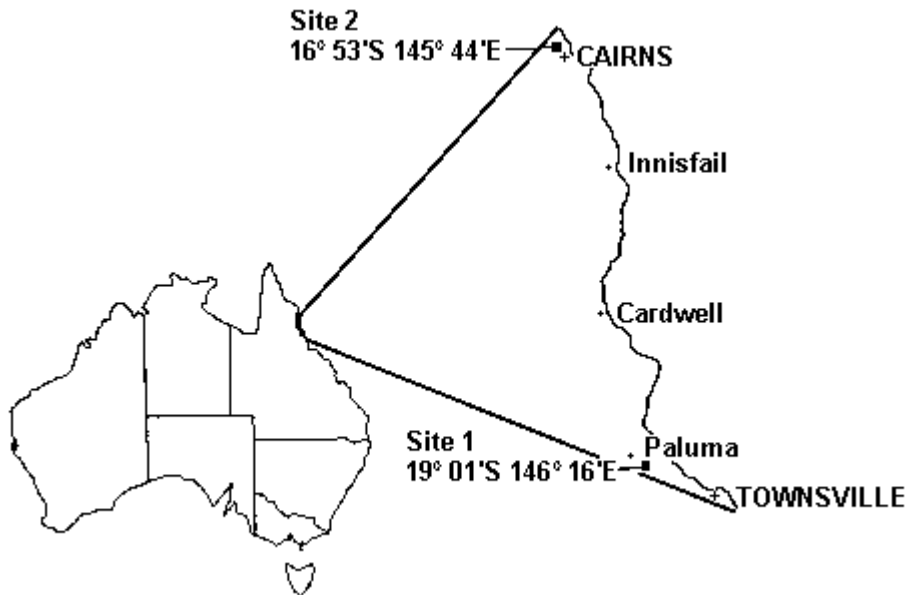 Site 2
16° 53'S 145° 44'E
CAIRNS
Innisfail
Cardwell
Site 1
19° 01'S 146° 16'E
Paluma
TOWNSVILLE